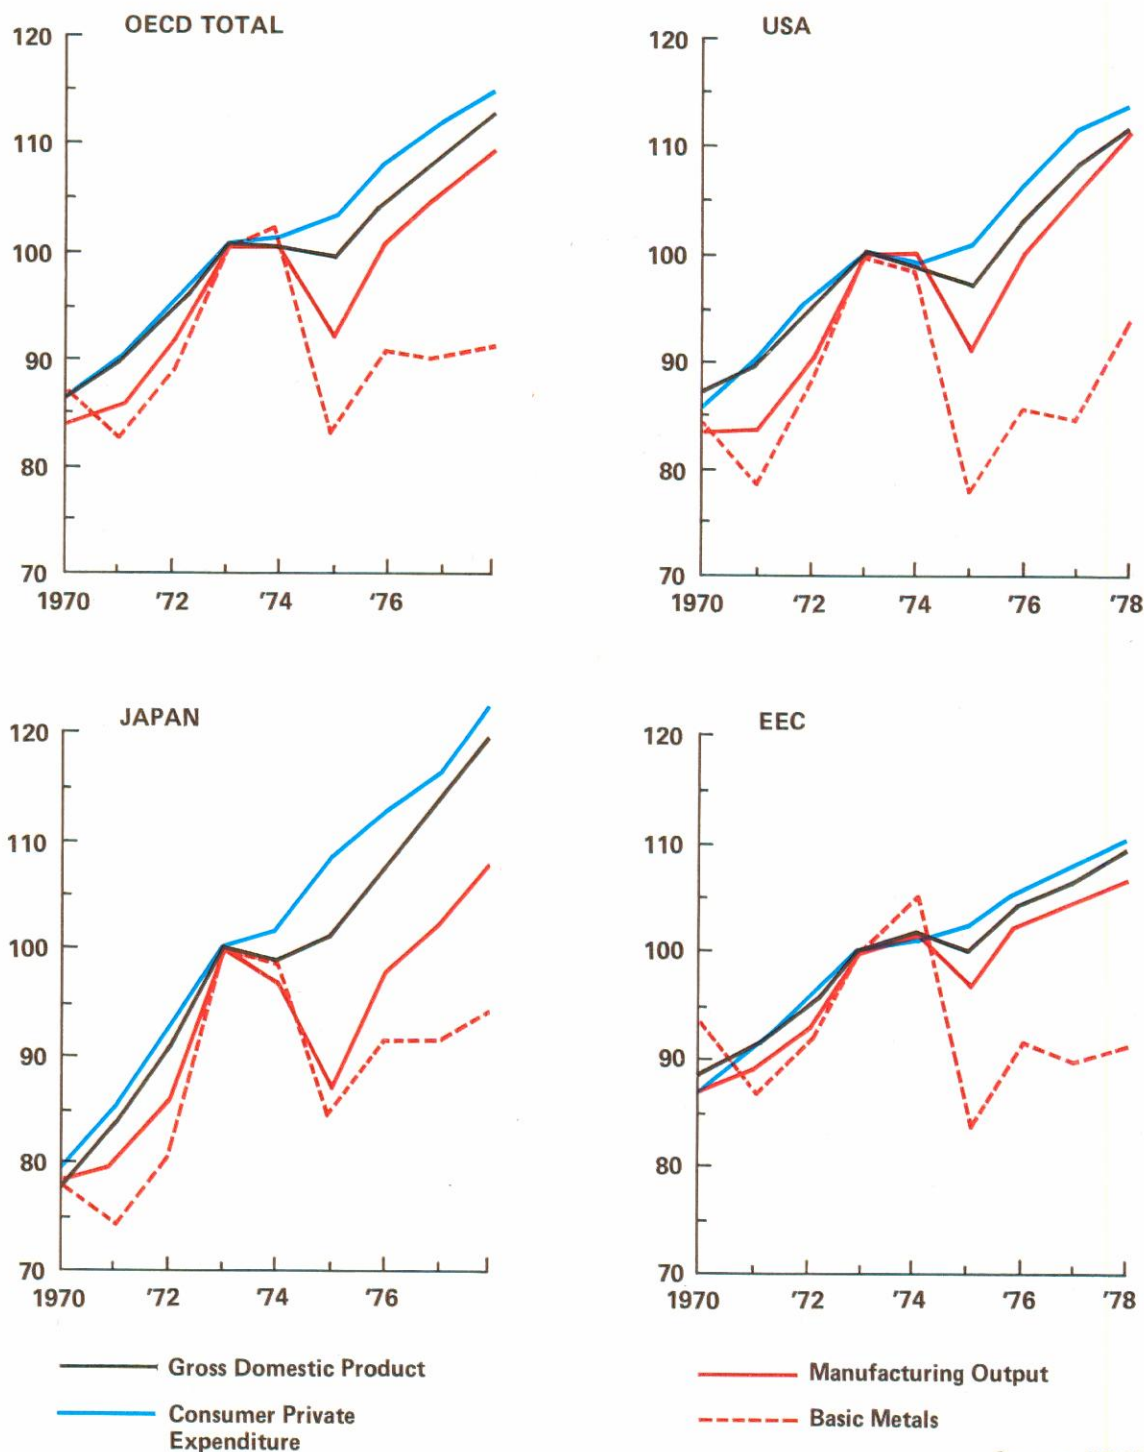 OECD TOTAL
120
110
100
90
80
70
1970 '72 '74 '76
USA
120
110
100
90
80
70
1970 '72 '74 '76 '78
JAPAN
120
110
100
90
80
70
1970 '72 '74 '76
EEC
120
110
100
90
80
70
1970 '72 '74 '76 '78
Gross Domestic Product
Consumer Private
Expenditure
Manufacturing Output
Basic Metals